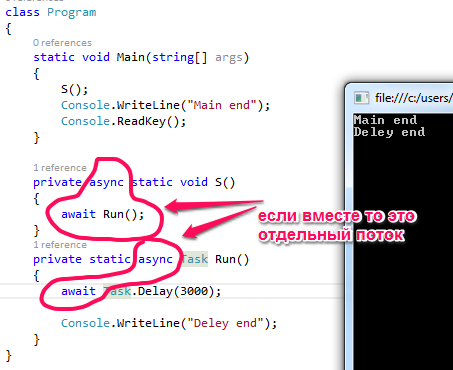 class Program
{
0 references
static void Main(string[] args)
{
S();
Console.WriteLine("Main end");
Console.ReadKey();
}
1 reference
private async static void S()
{
await Run();
}
1 reference
private static async Task Run()
{
await Task.Delay(3000);
Console.WriteLine("Deley end");
}
}
если вместе то это
отдельный поток
file:///c:/users/
Main end
Deley end